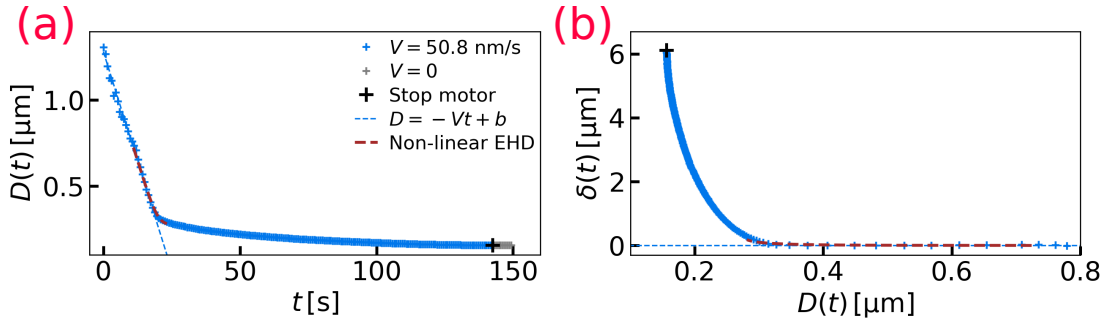 (a)
D(t) [μm]
1.0
0.5
0
50
100
150
t [s]
V = 50.8 nm/s
V = 0
Stop motor
D = −Vt + b
Non-linear EHD
(b)
δ(t) [μm]
6
4
2
0
0.2
0.4
0.6
0.8
D(t) [μm]